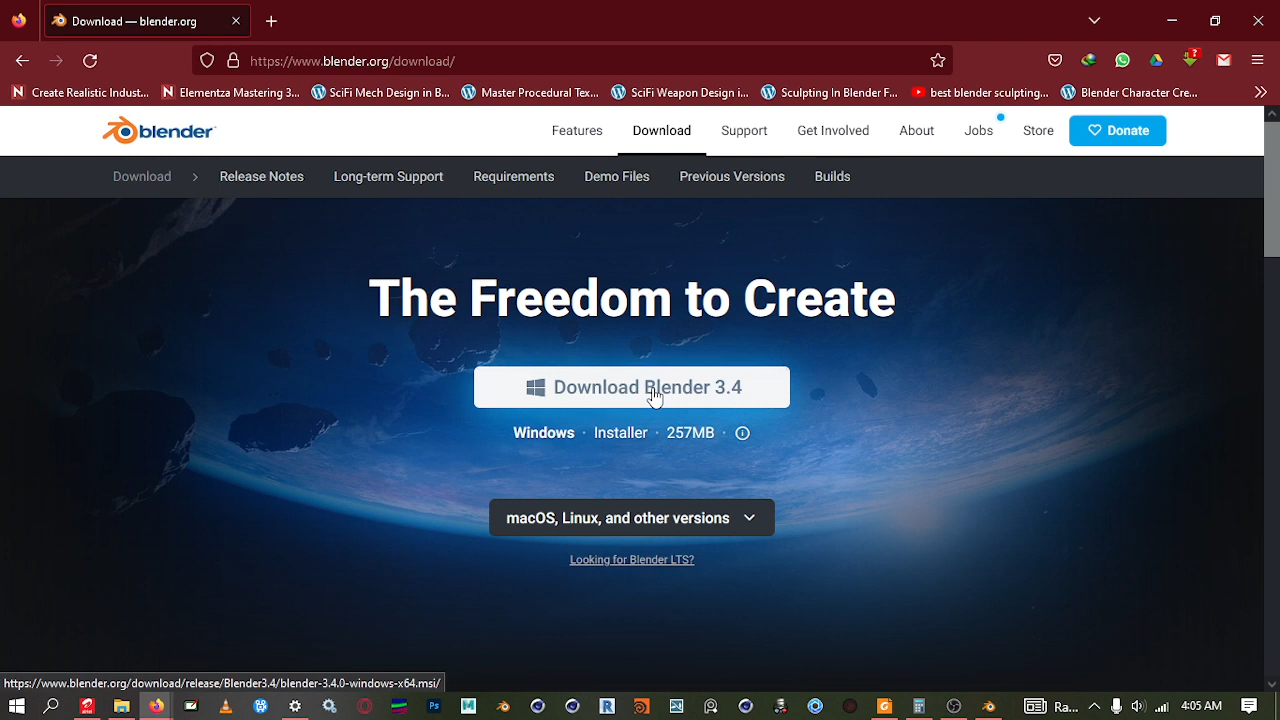 Download — blender.org
https://www.blender.org/download/
Create Realistic Indust...
Elementza Mastering 3...
SciFi Mech Design in B...
Master Procedural Tex...
SciFi Weapon Design i...
Sculpting In Blender F...
best blender sculpting...
Blender Character Cre...
blender
Features
Download
Support
Get Involved
About
Jobs
Store
Donate
Download
Release Notes
Long-term Support
Requirements
Demo Files
Previous Versions
Builds
The Freedom to Create
Download Blender 3.4
Windows · Installer · 257MB ·
macOS, Linux, and other versions
Looking for Blender LTS?
https://www.blender.org/download/release/Blender3.4/blender-3.4.0-windows-x64.msi/
Ra...
4:05 AM